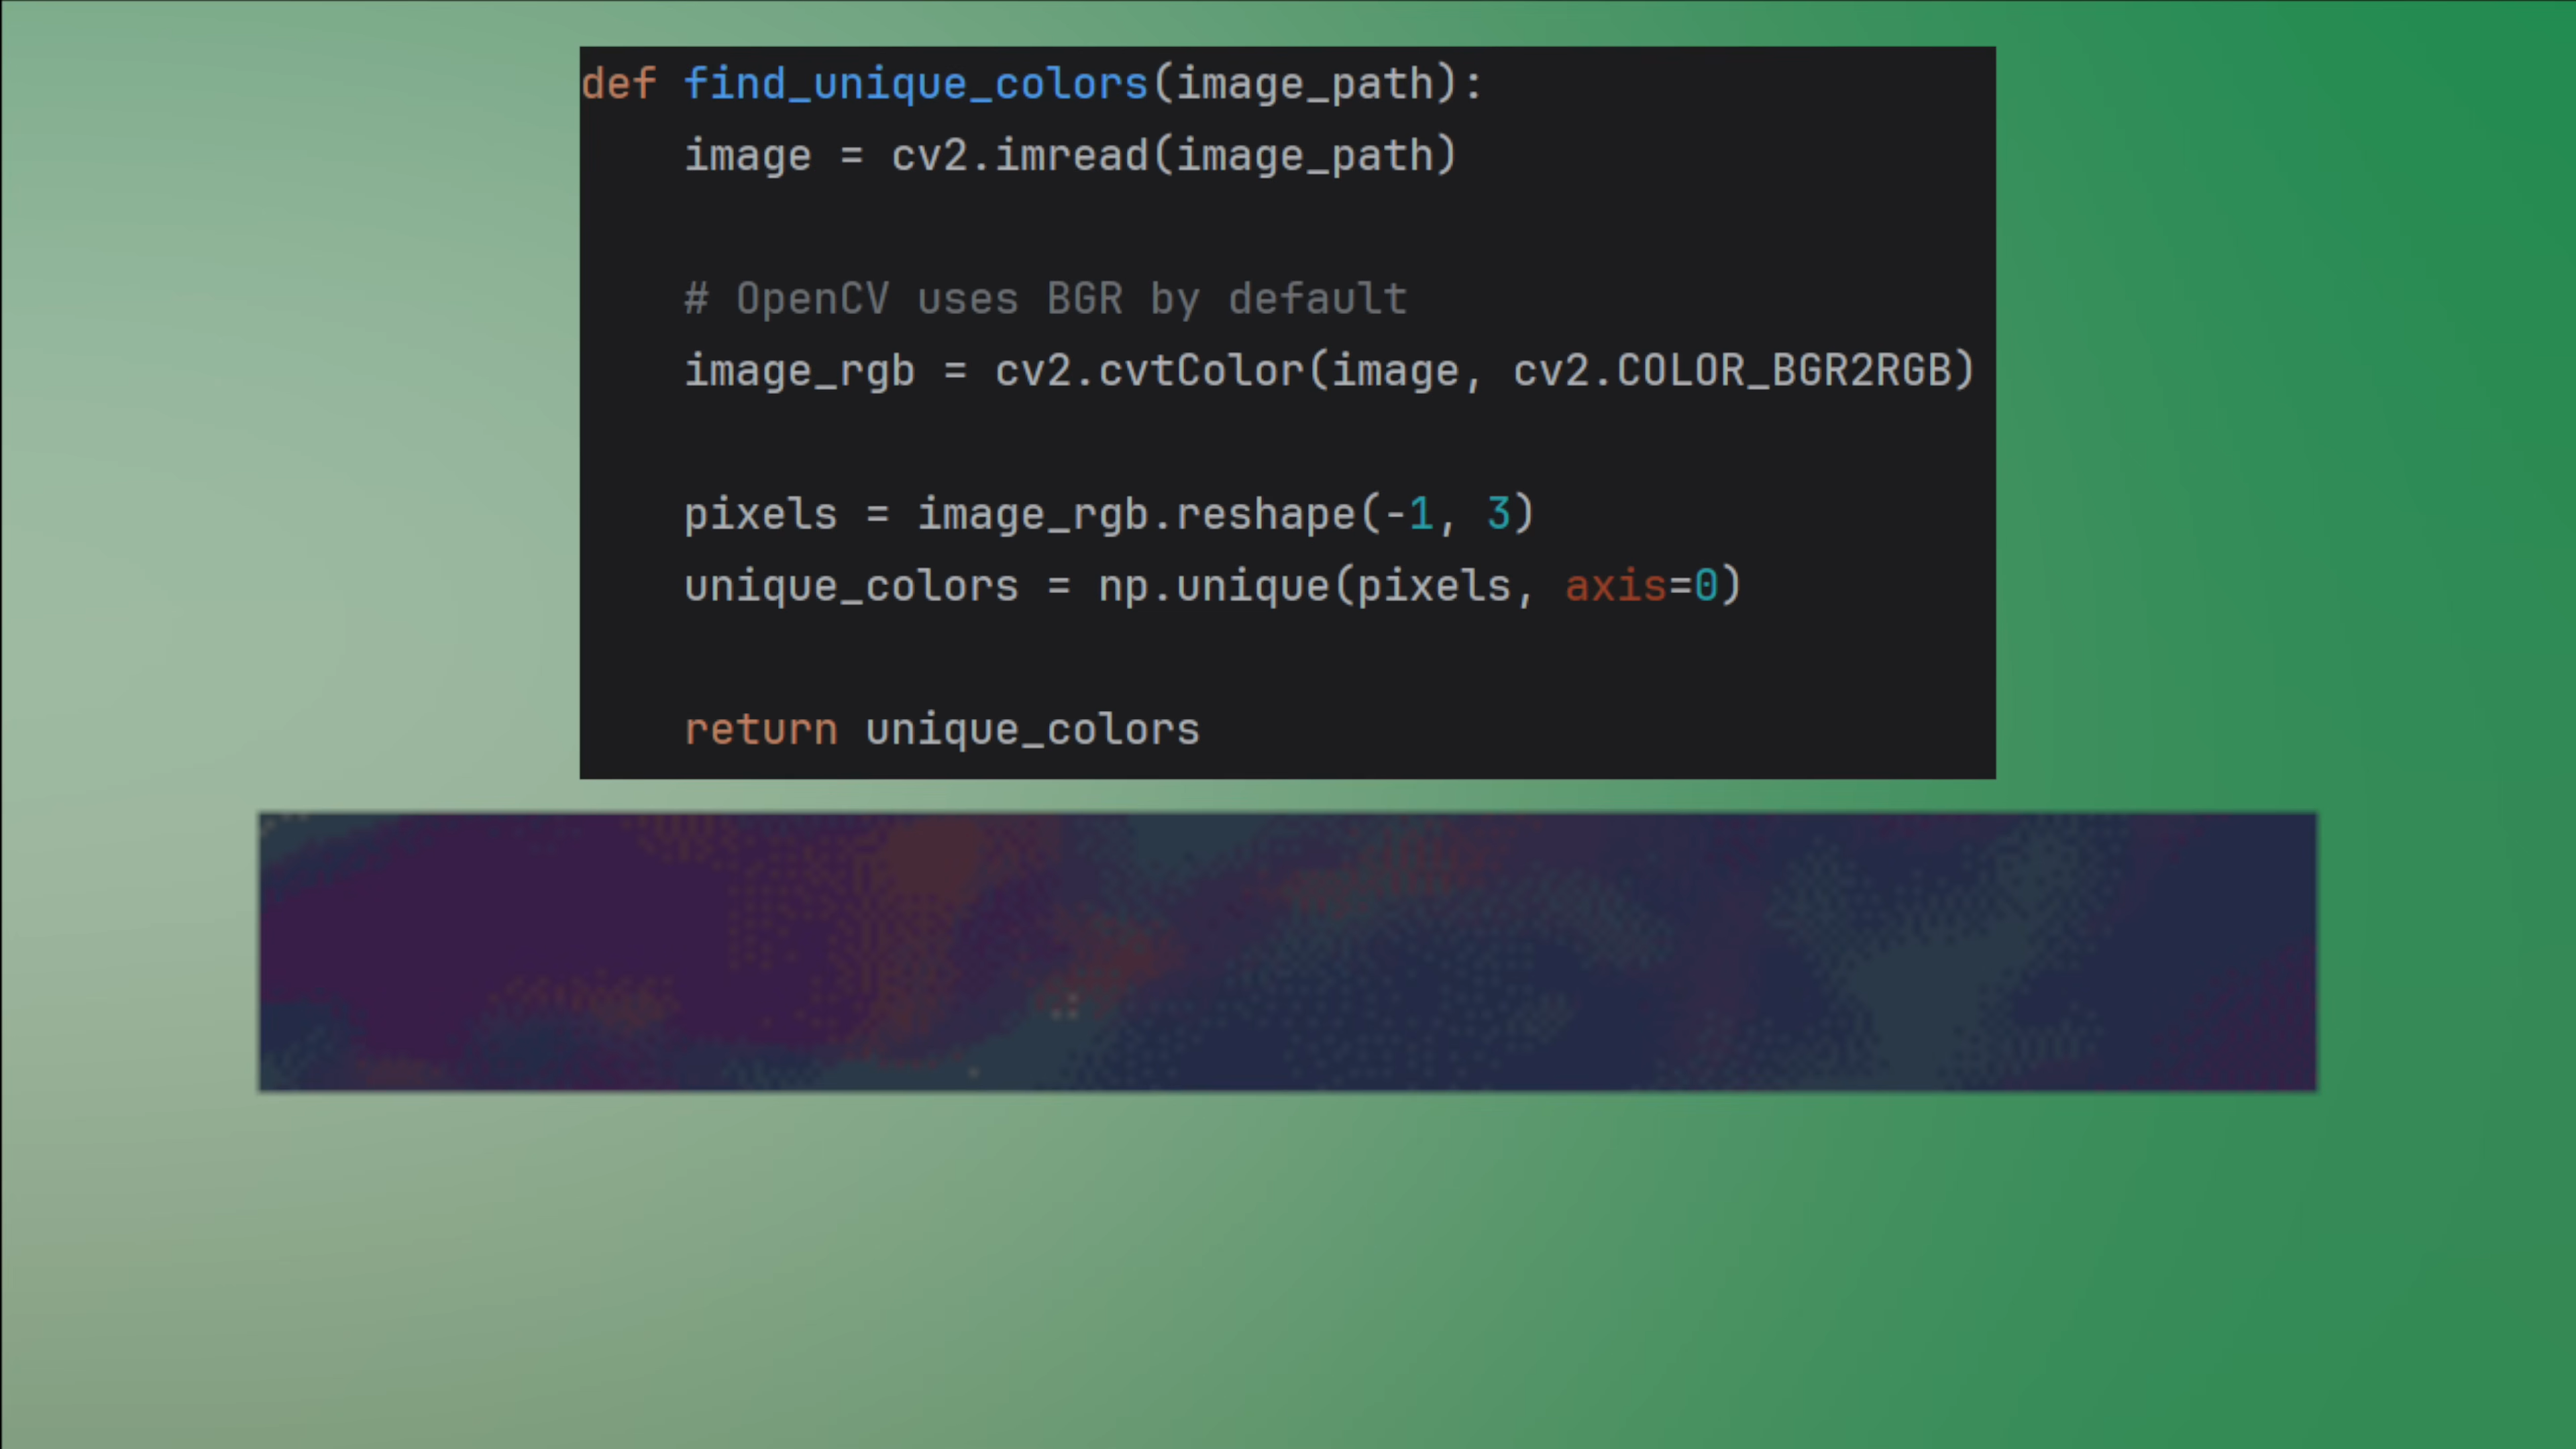 def find_unique_colors(image_path):
    image = cv2.imread(image_path)
    # OpenCV uses BGR by default
    image_rgb = cv2.cvtColor(image, cv2.COLOR_BGR2RGB)
    pixels = image_rgb.reshape(-1, 3)
    unique_colors = np.unique(pixels, axis=0)
    return unique_colors